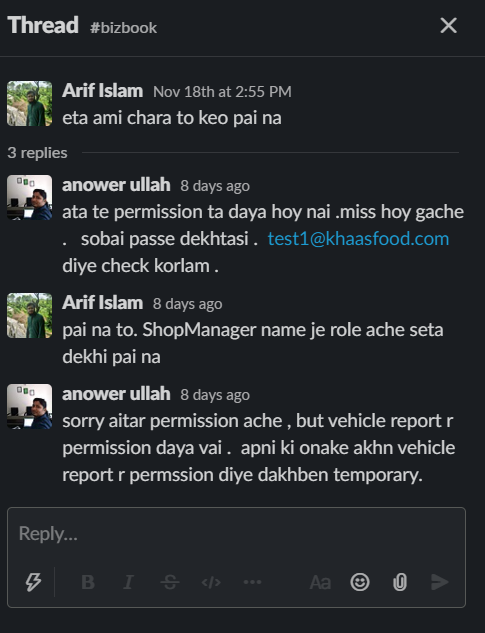 Thread #bizbook
Arif Islam Nov 18th at 2:55 PM
eta ami chara to keo pai na
3 replies
anower ullah 8 days ago
ata te permission ta daya hoy nai .miss hoy gache
. sobai passe dekhtasi . test1@khaasfood.com
diye check korlam .
Arif Islam 8 days ago
pai na to. ShopManager name je role ache seta
dekhi pai na
anower ullah 8 days ago
sorry aitar permission ache , but vehicle report r
permission daya vai . apni ki onake akhn vehicle
report r permssion diye dakhben temporary.
Reply...
B I S </> ... Aa